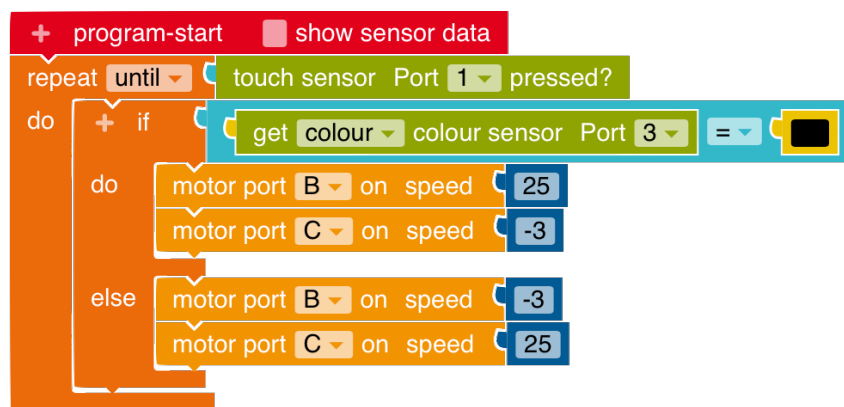 + program-start show sensor data
repeat until touch sensor Port 1 pressed?
do + if get colour colour sensor Port 3 =
do motor port B on speed 25
motor port C on speed -3
else motor port B on speed -3
motor port C on speed 25